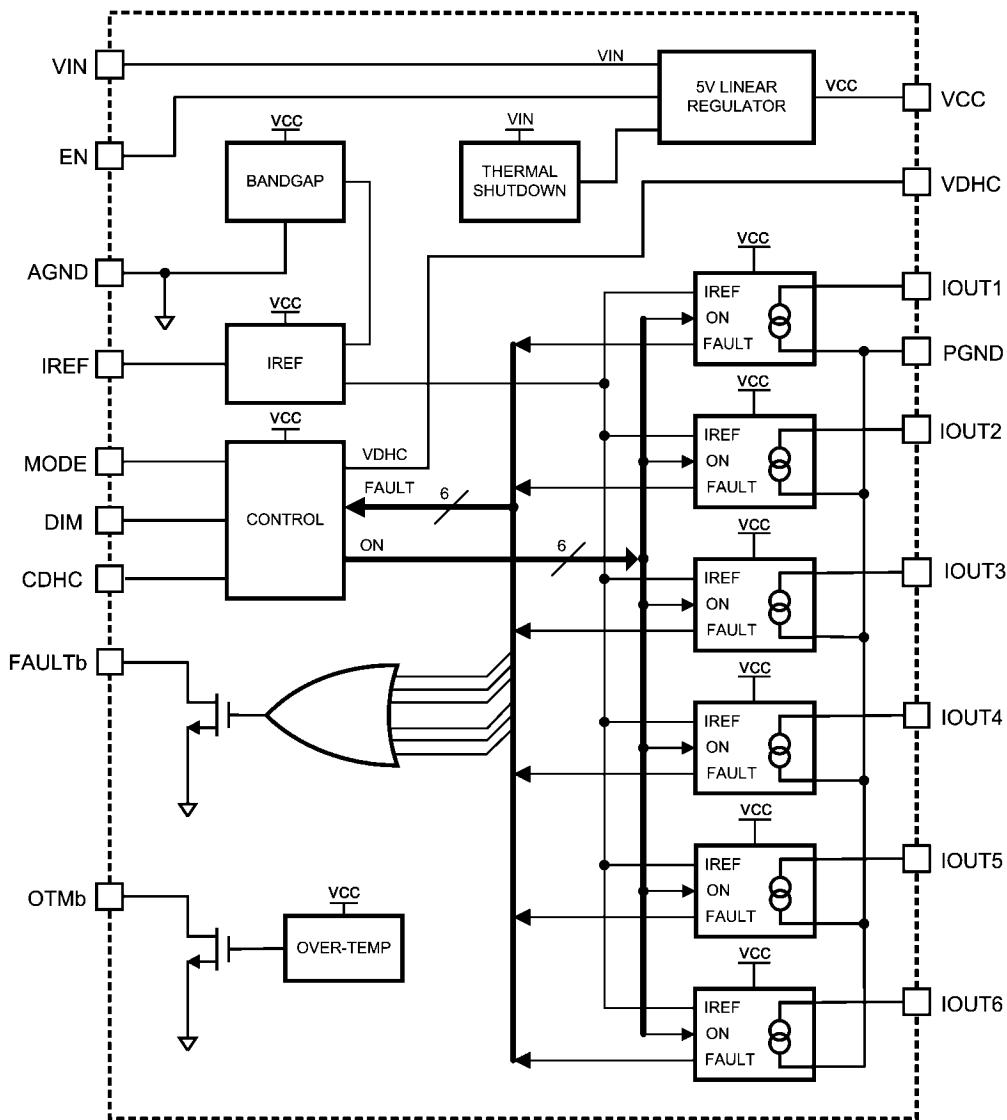 VIN
VIN
5V LINEAR
REGULATOR
VCC
VCC
EN
VCC
BANDGAP
VIN
THERMAL
SHUTDOWN
VDHC
AGND
VCC
IREF
ON
FAULT
IOUT1
PGND
IREF
VCC
IREF
VCC
IREF
ON
FAULT
IOUT2
MODE
DIM
CDHC
VCC
CONTROL
VDHC
FAULT
6
ON
6
VCC
IREF
ON
FAULT
IOUT3
FAULTb
VCC
IREF
ON
FAULT
IOUT4
OTMb
VCC
OVER-TEMP
VCC
IREF
ON
FAULT
IOUT5
VCC
IREF
ON
FAULT
IOUT6